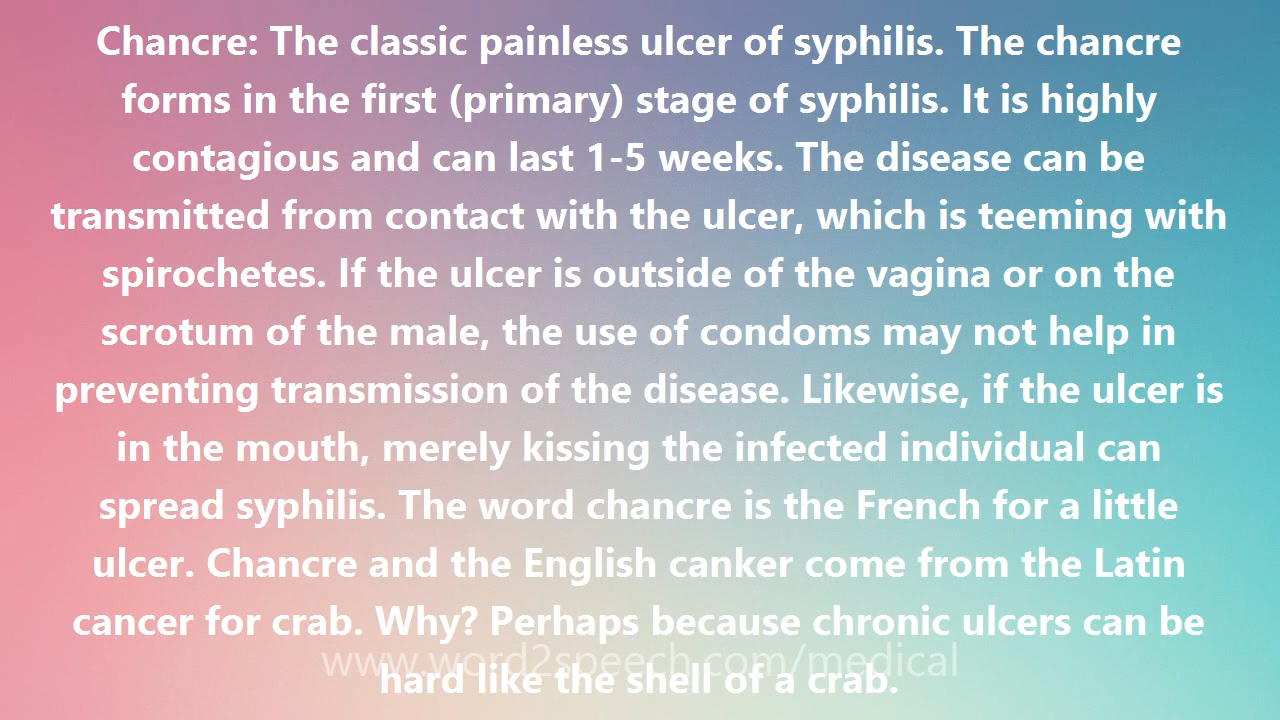 Chancre: The classic painless ulcer of syphilis. The chancre
forms in the first (primary) stage of syphilis. It is highly
contagious and can last 1-5 weeks. The disease can be
transmitted from contact with the ulcer, which is teeming with
spirochetes. If the ulcer is outside of the vagina or on the
scrotum of the male, the use of condoms may not help in
preventing transmission of the disease. Likewise, if the ulcer is
in the mouth, merely kissing the infected individual can
spread syphilis. The word chancre is the French for a little
ulcer. Chancre and the English canker come from the Latin
cancer for crab. Why? Perhaps because chronic ulcers can be
www.word2speech.com/medical
hard like the shell of a crab.